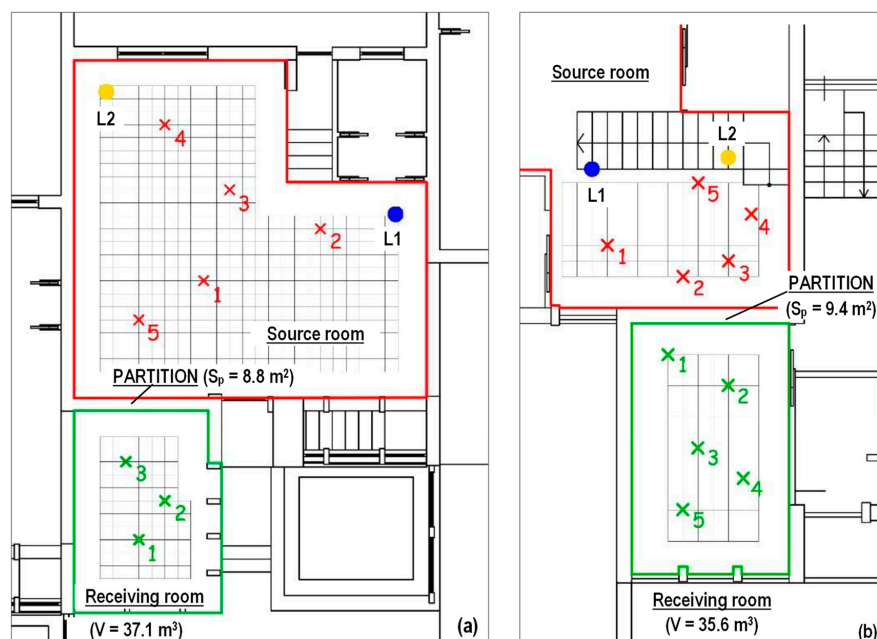 L2
4
3
2
L1
1
5
Source room
PARTITION (Sₚ = 8.8 m²)
3
2
1
Receiving room
(V = 37.1 m³)
(a)
Source room
L2
L1
5
4
1
3
2
PARTITION
(Sₚ = 9.4 m²)
1
2
3
4
5
Receiving room
(V = 35.6 m³)
(b)